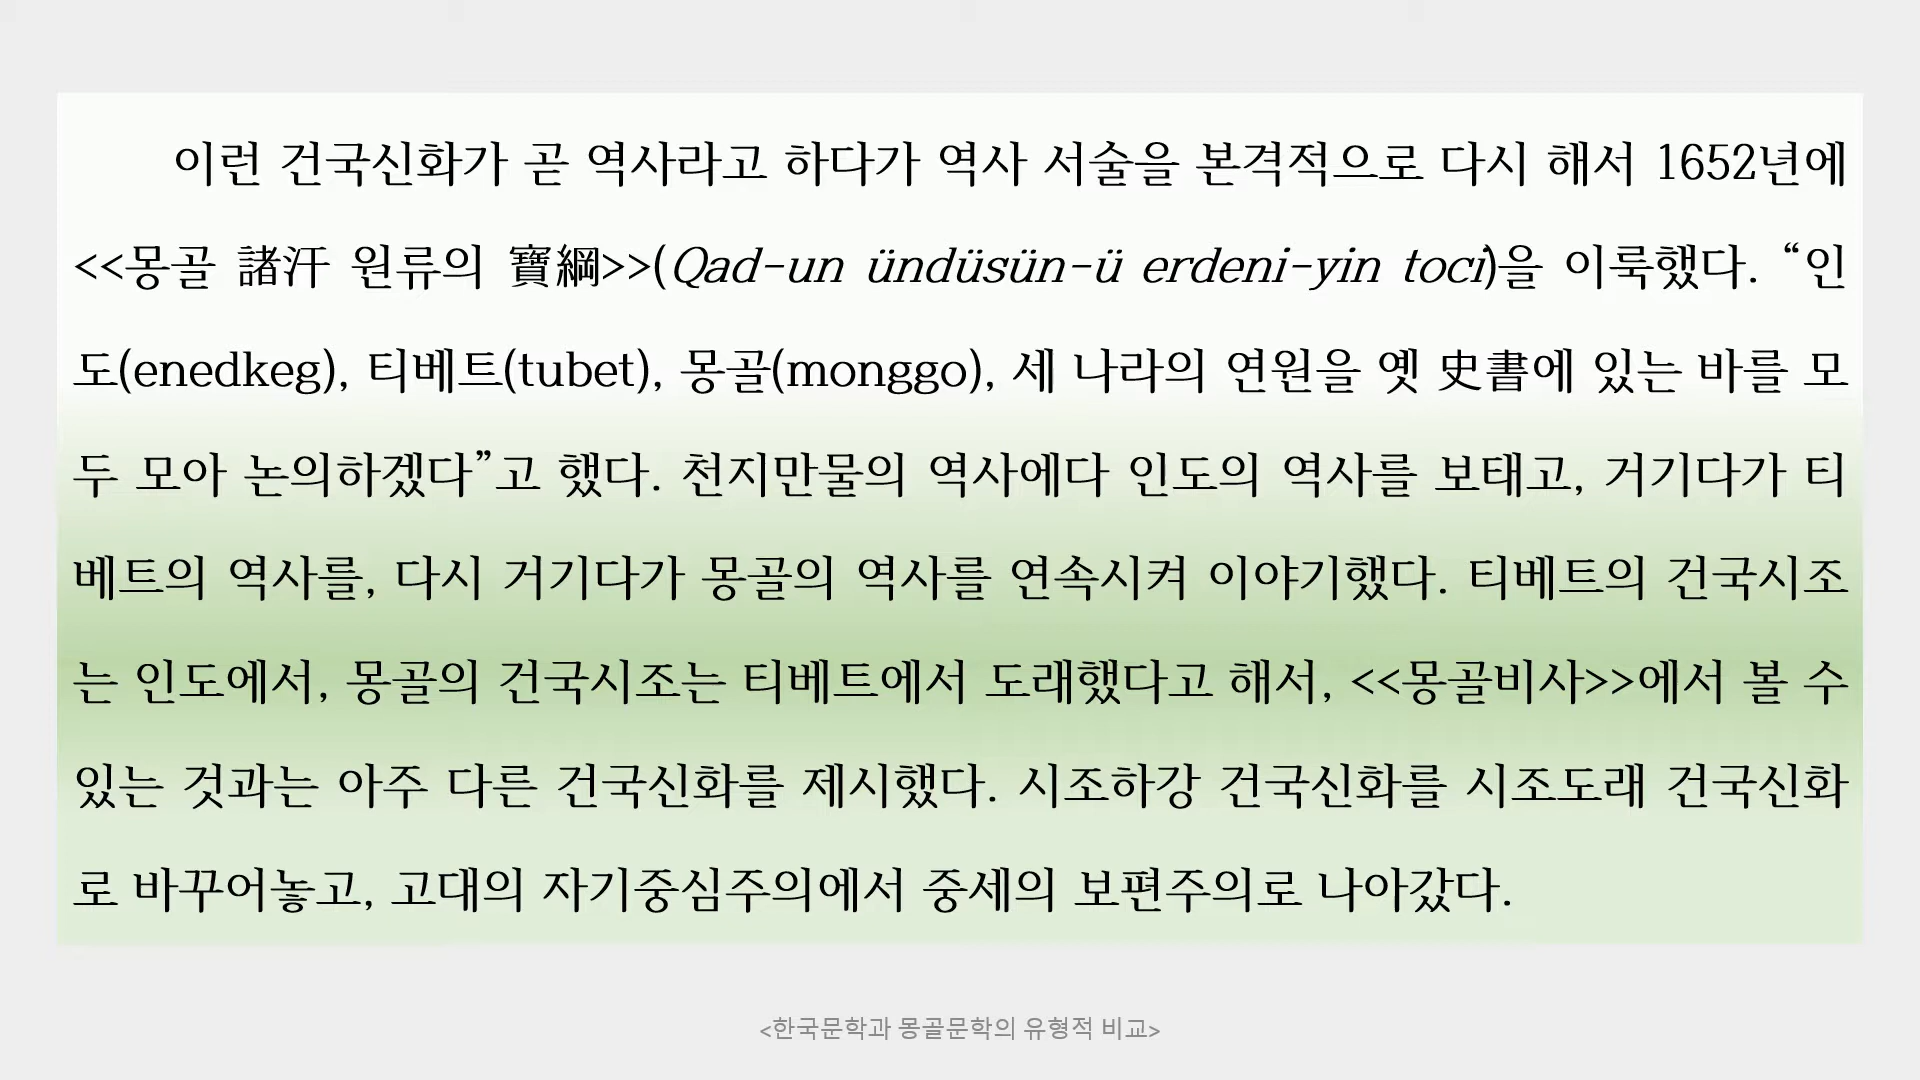 이런 건국신화가 곧 역사라고 하다가 역사 서술을 본격적으로 다시 해서 1652년에
<<몽골 諸汗 원류의 寶綱>>(Qad-un ündüsün-ü erdeni-yin toci)을 이룩했다. “인
도(enedkeg), 티베트(tubet), 몽골(monggo), 세 나라의 연원을 옛 史書에 있는 바를 모
두 모아 논의하겠다”고 했다. 천지만물의 역사에다 인도의 역사를 보태고, 거기다가 티
베트의 역사를, 다시 거기다가 몽골의 역사를 연속시켜 이야기했다. 티베트의 건국시조
는 인도에서, 몽골의 건국시조는 티베트에서 도래했다고 해서, <<몽골비사>>에서 볼 수
있는 것과는 아주 다른 건국신화를 제시했다. 시조하강 건국신화를 시조도래 건국신화
로 바꾸어놓고, 고대의 자기중심주의에서 중세의 보편주의로 나아갔다.
<한국문학과 몽골문학의 유형적 비교>